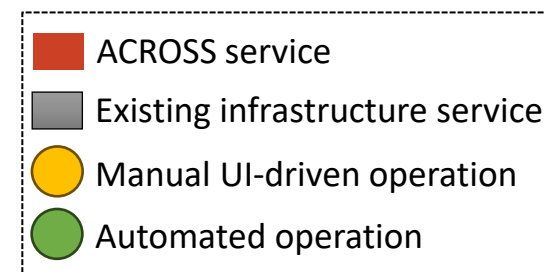 ACROSS service
Existing infrastructure service
Manual UI-driven operation
Automated operation